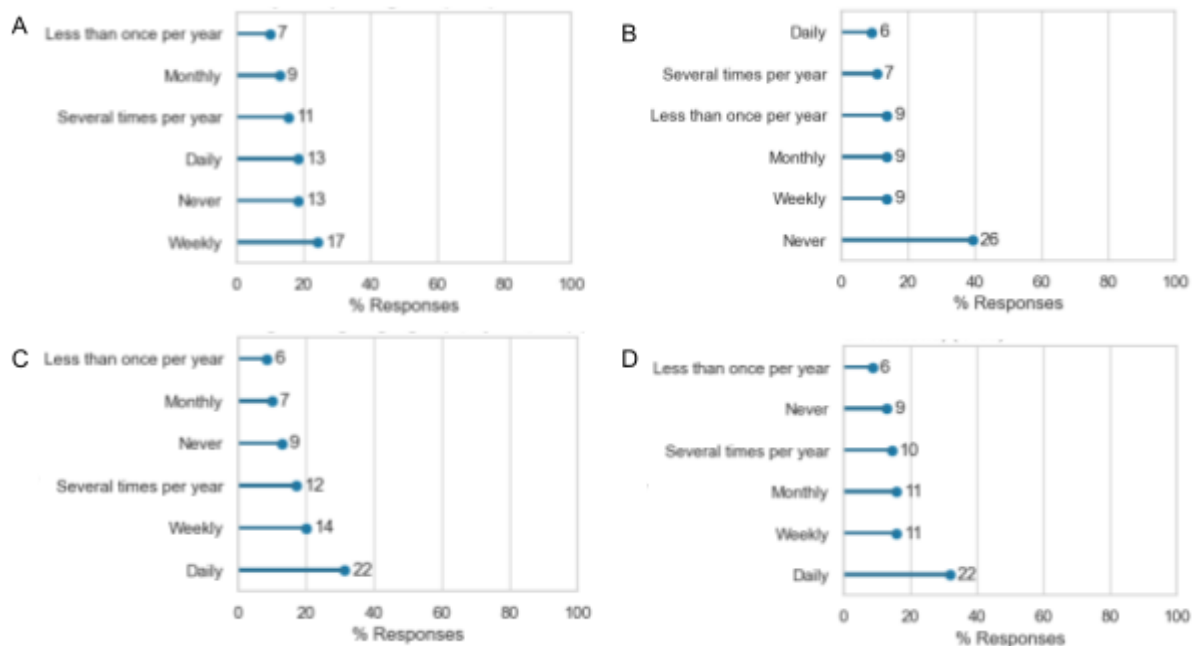 A
Less than once per year 7
Monthly 9
Several times per year 11
Daily 13
Never 13
Weekly 17
0 20 40 60 80 100
% Responses
B
Daily 6
Several times per year 7
Less than once per year 9
Monthly 9
Weekly 9
Never 26
0 20 40 60 80 100
% Responses
C
Less than once per year 6
Monthly 7
Never 9
Several times per year 12
Weekly 14
Daily 22
0 20 40 60 80 100
% Responses
D
Less than once per year 6
Never 9
Several times per year 10
Monthly 11
Weekly 11
Daily 22
0 20 40 60 80 100
% Responses